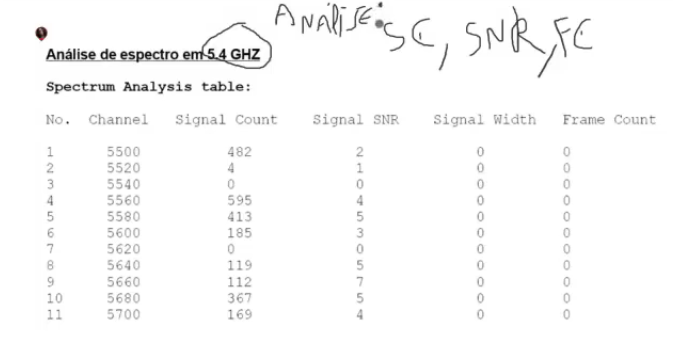 ANÁLISE: SC, SNR, FC
Análise de espectro em 5.4 GHZ
Spectrum Analysis table:
No. Channel Signal Count Signal SNR Signal Width Frame Count
1 5500 482 2 0 0
2 5520 4 1 0 0
3 5540 0 0 0 0
4 5560 595 4 0 0
5 5580 413 5 0 0
6 5600 185 3 0 0
7 5620 0 0 0 0
8 5640 119 5 0 0
9 5660 112 7 0 0
10 5680 367 5 0 0
11 5700 169 4 0 0